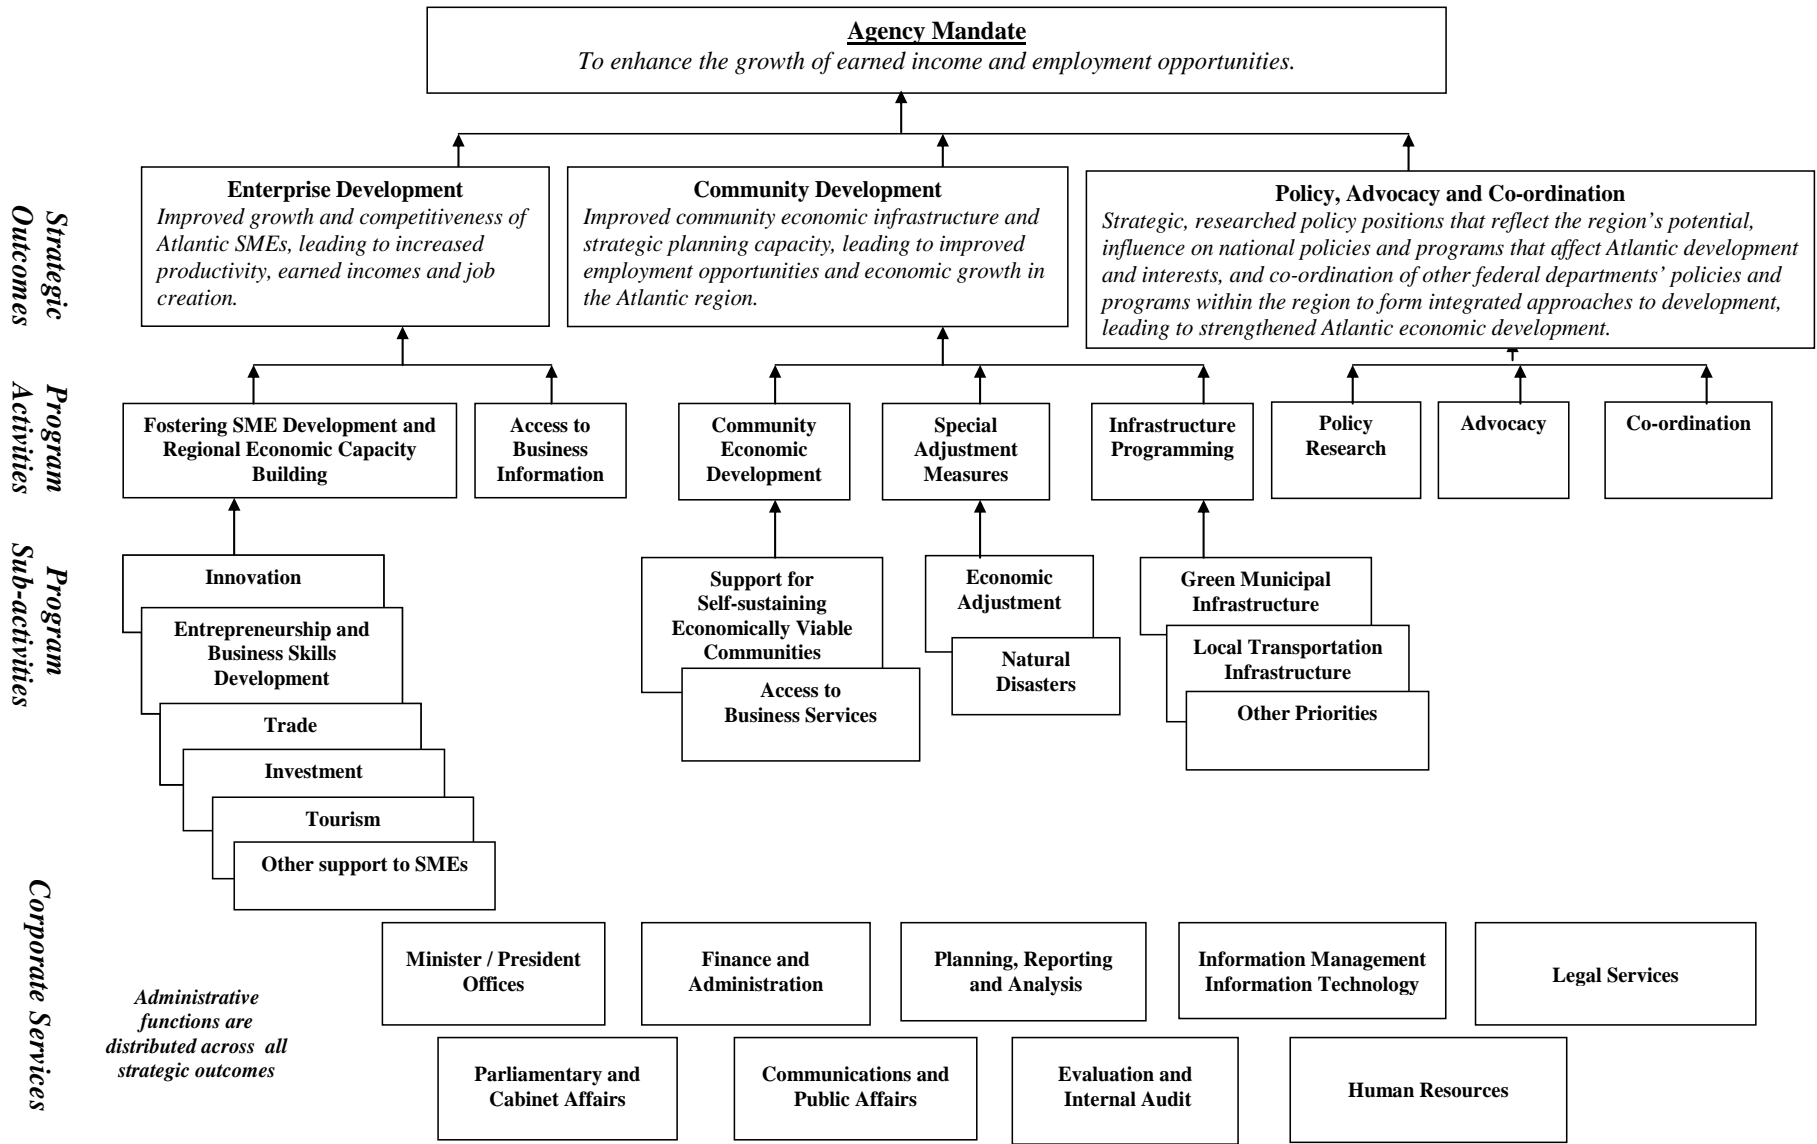 Agency Mandate
To enhance the growth of earned income and employment opportunities.
Strategic
Outcomes
Enterprise Development
Improved growth and competitiveness of
Atlantic SMEs, leading to increased
productivity, earned incomes and job
creation.
Community Development
Improved community economic infrastructure and
strategic planning capacity, leading to improved
employment opportunities and economic growth in
the Atlantic region.
Policy, Advocacy and Co-ordination
Strategic, researched policy positions that reflect the region’s potential,
influence on national policies and programs that affect Atlantic development
and interests, and co-ordination of other federal departments’ policies and
programs within the region to form integrated approaches to development,
leading to strengthened Atlantic economic development.
Program
Activities
Fostering SME Development and
Regional Economic Capacity
Building
Access to
Business
Information
Community
Economic
Development
Special
Adjustment
Measures
Infrastructure
Programming
Policy
Research
Advocacy
Co-ordination
Program
Sub-activities
Innovation
Entrepreneurship and
Business Skills
Development
Trade
Investment
Tourism
Other support to SMEs
Support for
Self-sustaining
Economically Viable
Communities
Access to
Business Services
Economic
Adjustment
Natural
Disasters
Green Municipal
Infrastructure
Local Transportation
Infrastructure
Other Priorities
Corporate Services
Administrative
functions are
distributed across all
strategic outcomes
Minister / President
Offices
Finance and
Administration
Planning, Reporting
and Analysis
Information Management
Information Technology
Legal Services
Parliamentary and
Cabinet Affairs
Communications and
Public Affairs
Evaluation and
Internal Audit
Human Resources